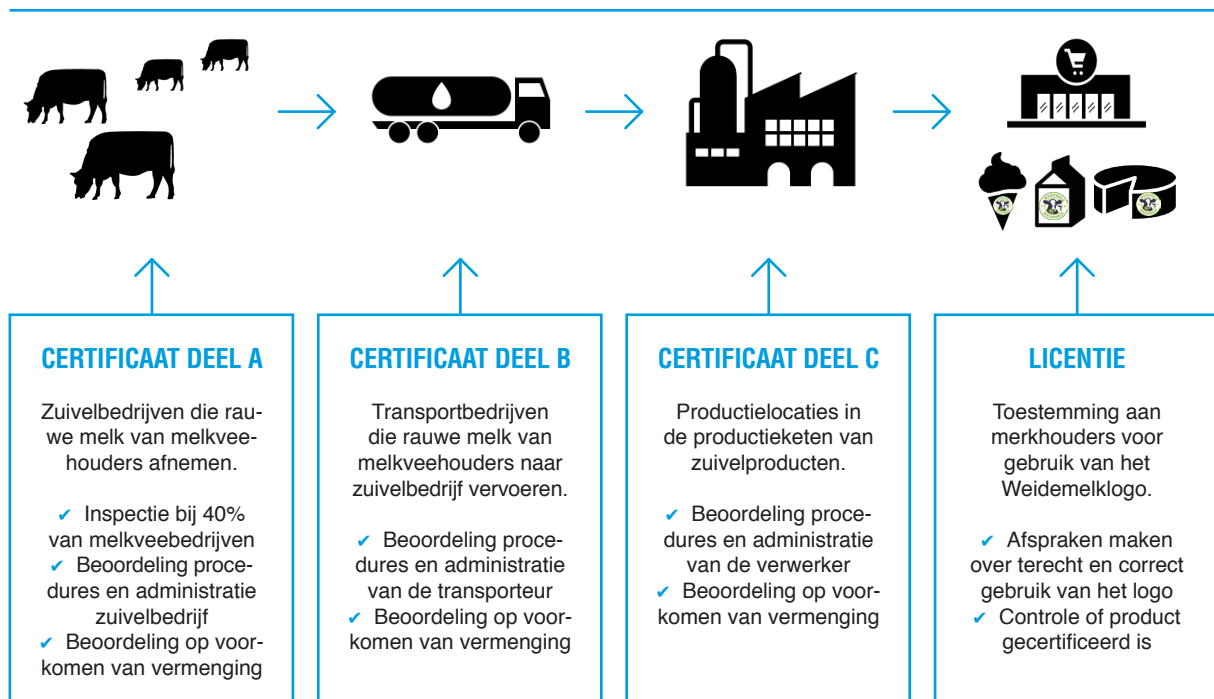 CERTIFICAAT DEEL A
Zuivelbedrijven die rau-
we melk van melkvee-
houders afnemen.
✔ Inspectie bij 40%
van melkveebedrijven
✔ Beoordeling proce-
dures en administratie
zuivelbedrijf
✔ Beoordeling op voor-
komen van vermenging
CERTIFICAAT DEEL B
Transportbedrijven
die rauwe melk van
melkveehouders naar
zuivelbedrijf vervoeren.
✔ Beoordeling proce-
dures en administratie
van de transporteur
✔ Beoordeling op voor-
komen van vermenging
CERTIFICAAT DEEL C
Productielocaties in
de productieketen van
zuivelproducten.
✔ Beoordeling proce-
dures en administratie
van de verwerker
✔ Beoordeling op voor-
komen van vermenging
LICENTIE
Toestemming aan
merkhouders voor
gebruik van het
Weidemelklogo.
✔ Afspraken maken
over terecht en correct
gebruik van het logo
✔ Controle of product
gecertificeerd is